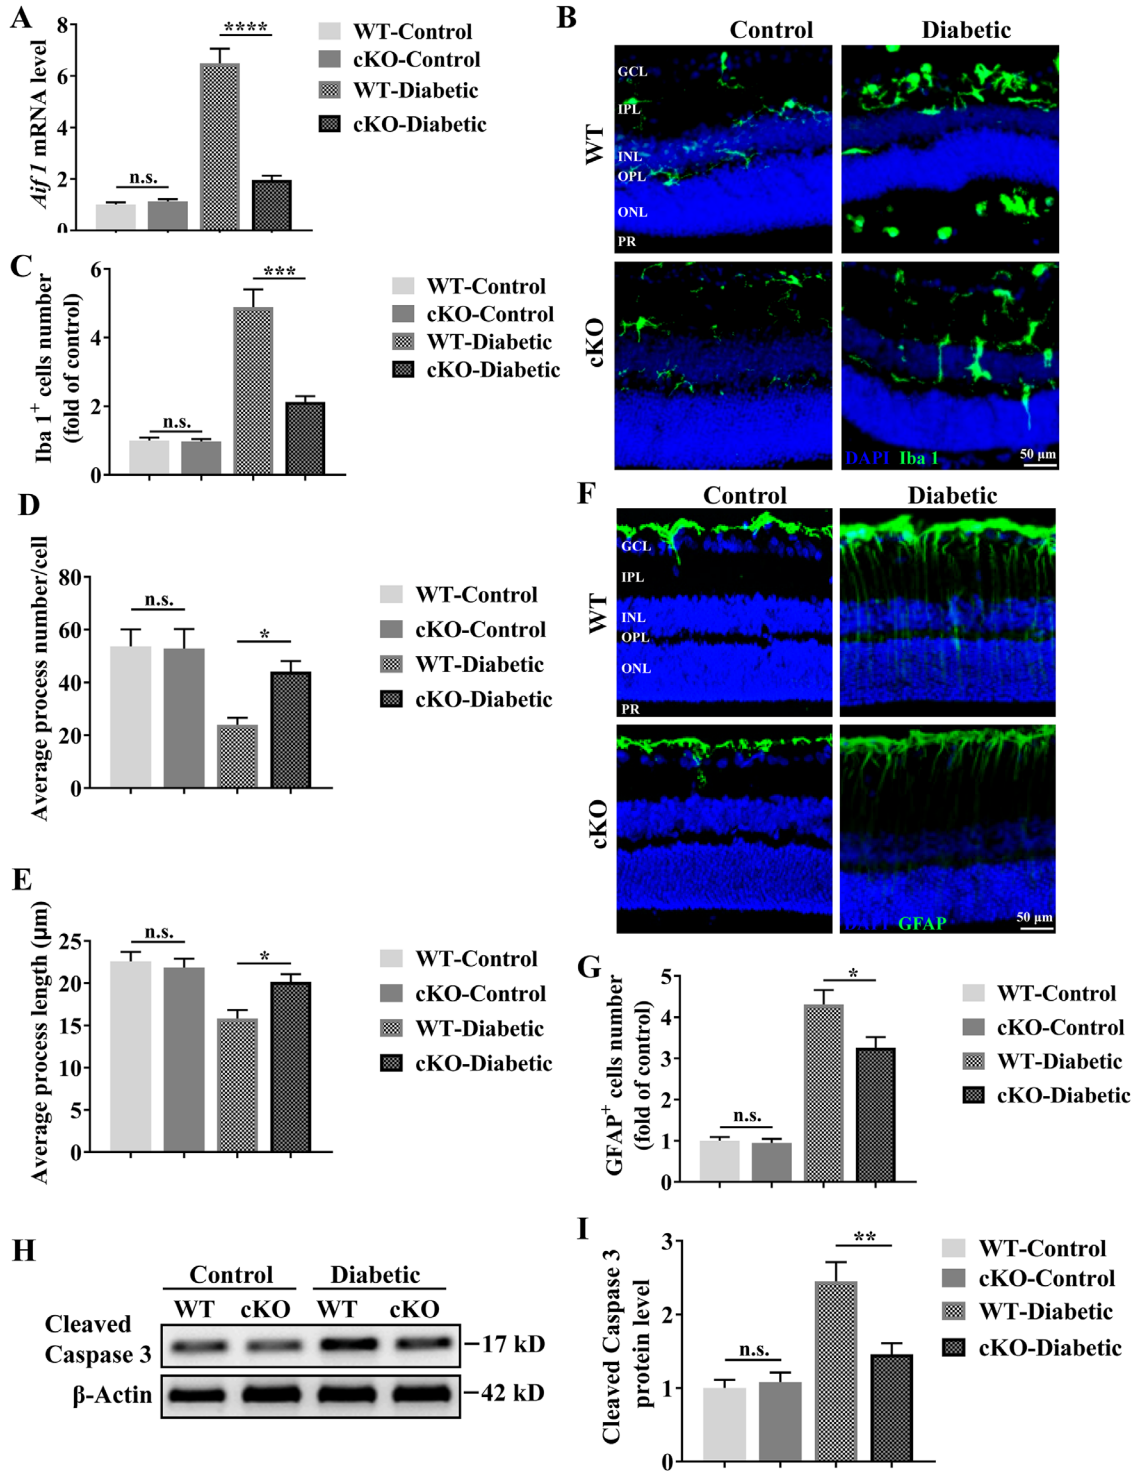 A
Aif 1 mRNA level
8
6
4
2
0
n.s.
****
WT-Control
cKO-Control
WT-Diabetic
cKO-Diabetic
B
Control
Diabetic
WT
cKO
GCL
IPL
INL
OPL
ONL
PR
DAPI Iba 1
50 μm
C
Iba 1+ cells number
(fold of control)
6
4
2
0
n.s.
***
WT-Control
cKO-Control
WT-Diabetic
cKO-Diabetic
D
Average process number/cell
80
60
40
20
0
n.s.
*
WT-Control
cKO-Control
WT-Diabetic
cKO-Diabetic
E
Average process length (μm)
25
20
15
10
5
0
n.s.
*
WT-Control
cKO-Control
WT-Diabetic
cKO-Diabetic
F
Control
Diabetic
WT
cKO
GCL
IPL
INL
OPL
ONL
PR
GFAP
50 μm
G
GFAP+ cells number
(fold of control)
5
4
3
2
1
0
n.s.
*
WT-Control
cKO-Control
WT-Diabetic
cKO-Diabetic
H
Control
Diabetic
WT cKO WT cKO
Cleaved
Caspase 3
17 kD
β-Actin
42 kD
I
Cleaved Caspase 3
protein level
3
2
1
0
n.s.
**
WT-Control
cKO-Control
WT-Diabetic
cKO-Diabetic